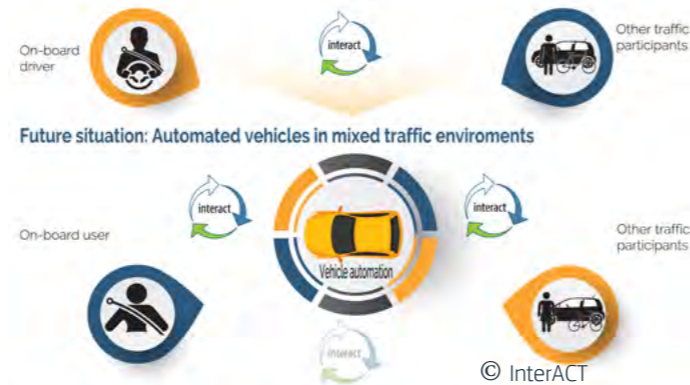 On-board
driver
interact
Other traffic
participants
Future situation: Automated vehicles in mixed traffic enviroments
interact
interact
On-board user
Other traffic
participants
Vehicle automation
interact
© InterACT